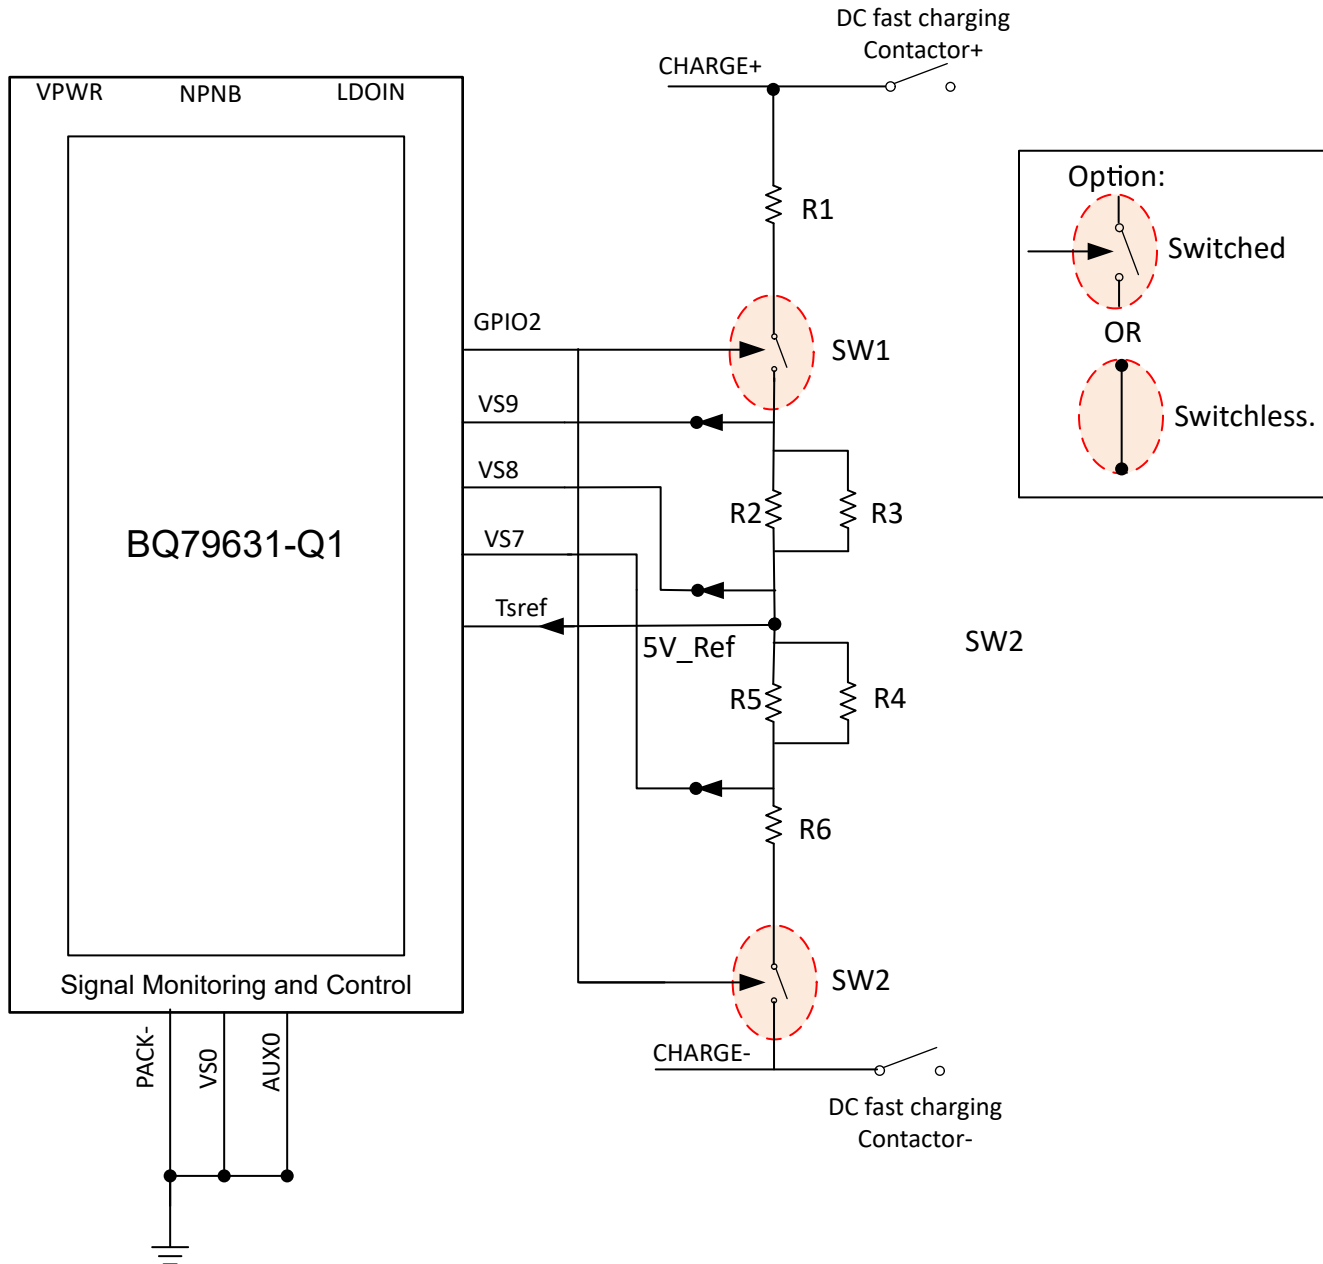 DC fast charging
Contactor+
CHARGE+
VPWR
NPNB
LDOIN
Option:
R1
Switched
GPIO2
SW1
OR
VS9
Switchless.
VS8
R2
R3
VS7
BQ79631-Q1
Tsref
5V_Ref
SW2
R5
R4
R6
Signal Monitoring and Control
SW2
PACK-
VS0
AUX0
CHARGE-
DC fast charging
Contactor-